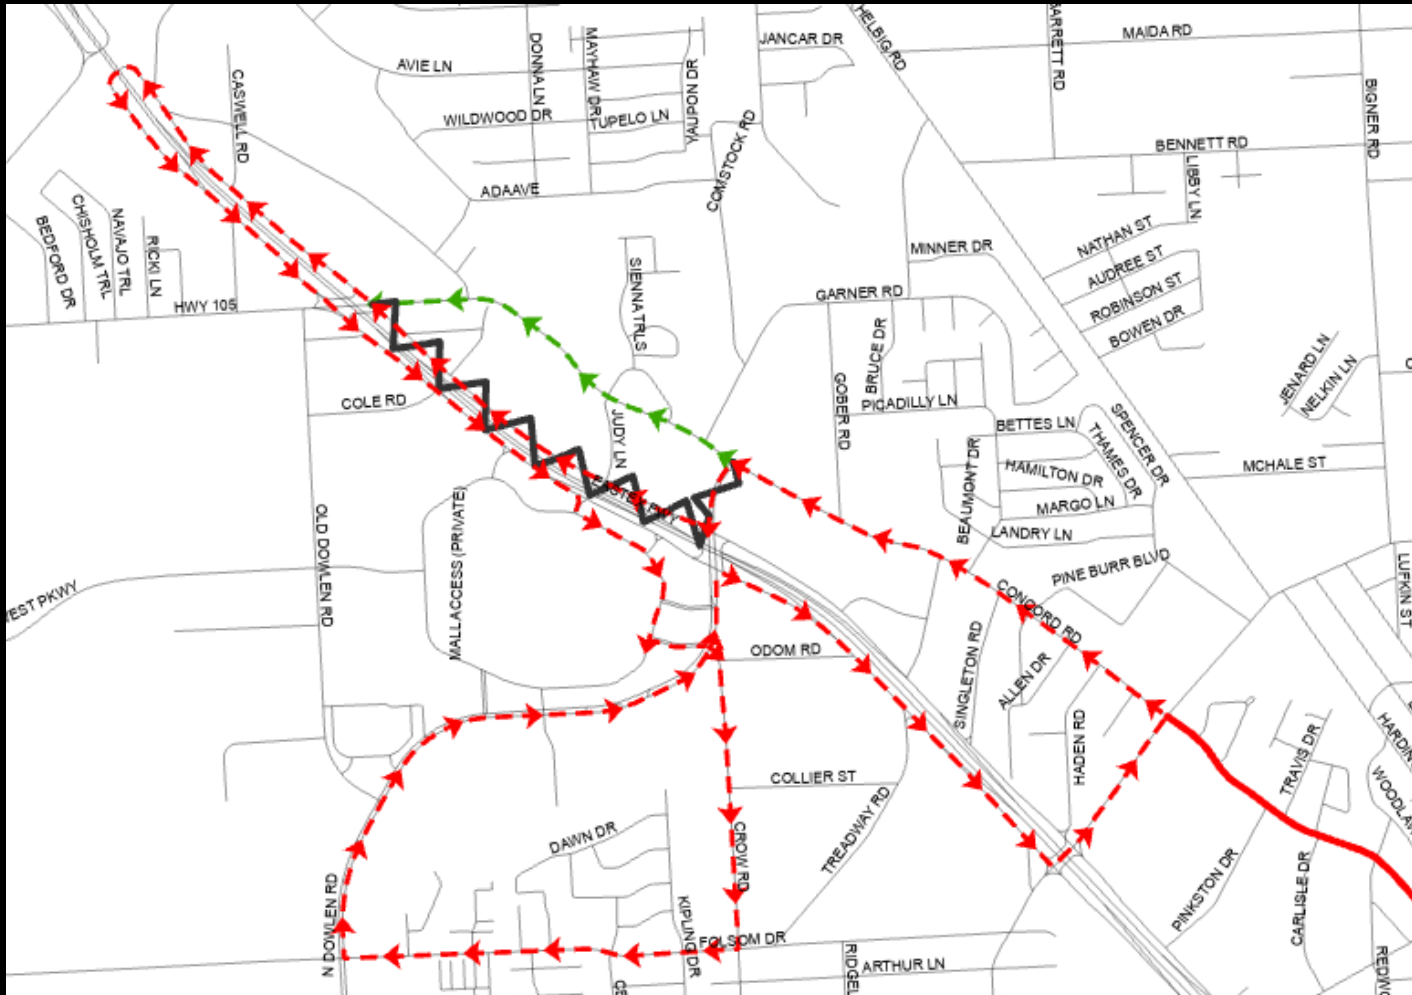 HELBIG RD
BARRETT RD
MAIDA RD
JANCAR DR
DONNA LN
MAYHAW DR
YAUPON DR
AVIE LN
CASWELL RD
BIGNER RD
WILDWOOD DR
TUPELO LN
COMSTOCK RD
BENNETT RD
LIBBY LN
ADAAVE
BEDFORD DR
CHISHOLM TRL
NAVAJO TRL
RICKI LN
NATHAN ST
MINNER DR
AUDREE ST
SIENNA TRLS
HWY 105
GARNER RD
ROBINSON ST
BOWEN DR
BRUCE DR
JENARD LN
NELKIN LN
COLE RD
GOBER RD
PICADILLY LN
JUDY LN
BETTES LN
SPENCER DR
THAMES DR
HAMILTON DR
MCHALE ST
BEAUMONT DR
EASTEX FWY
MARGO LN
LANDRY LN
OLD DOWLEN RD
MALL ACCESS (PRIVATE)
PINE BURR BLVD
LUFKIN ST
WEST PKWY
CONCORD RD
ODOM RD
SINGLETON RD
ALLEN DR
HADEN RD
TRAVIS DR
COLLIER ST
TREADWAY RD
DAWN DR
CROW RD
PINKSTON DR
CARLISLE DR
N DOWLEN RD
KIPLING DR
FOLSOM DR
ARTHUR LN